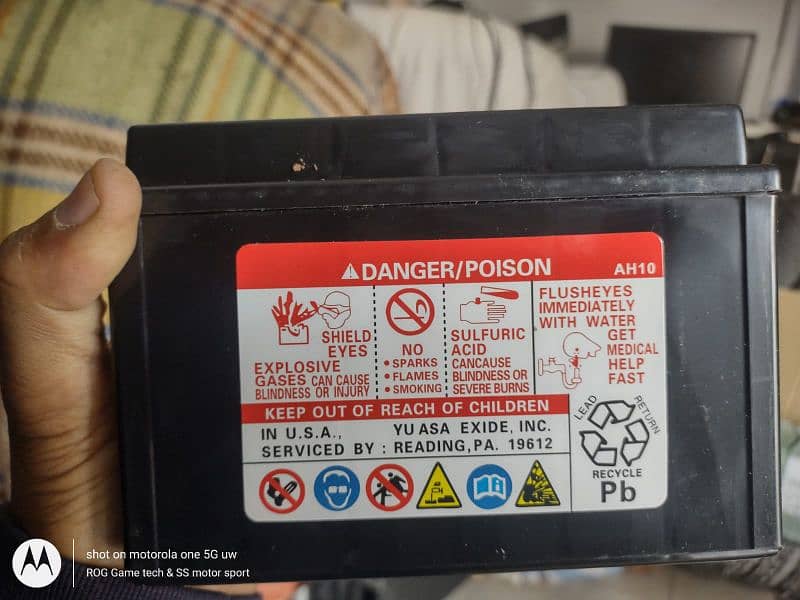 DANGER/POISON
AH10
SHIELD
EYES
EXPLOSIVE
GASES CAN CAUSE
BLINDNESS OR INJURY
NO
• SPARKS
• FLAMES
• SMOKING
SULFURIC
ACID
CANCAUSE
BLINDNESS OR
SEVERE BURNS
FLUSHEYES
IMMEDIATELY
WITH WATER
GET
MEDICAL
HELP
FAST
KEEP OUT OF REACH OF CHILDREN
IN U.S.A., YUASA EXIDE, INC.
SERVICED BY : READING,PA. 19612
LEAD
RETURN
RECYCLE
Pb
shot on motorola one 5G uw
ROG Game tech & SS motor sport